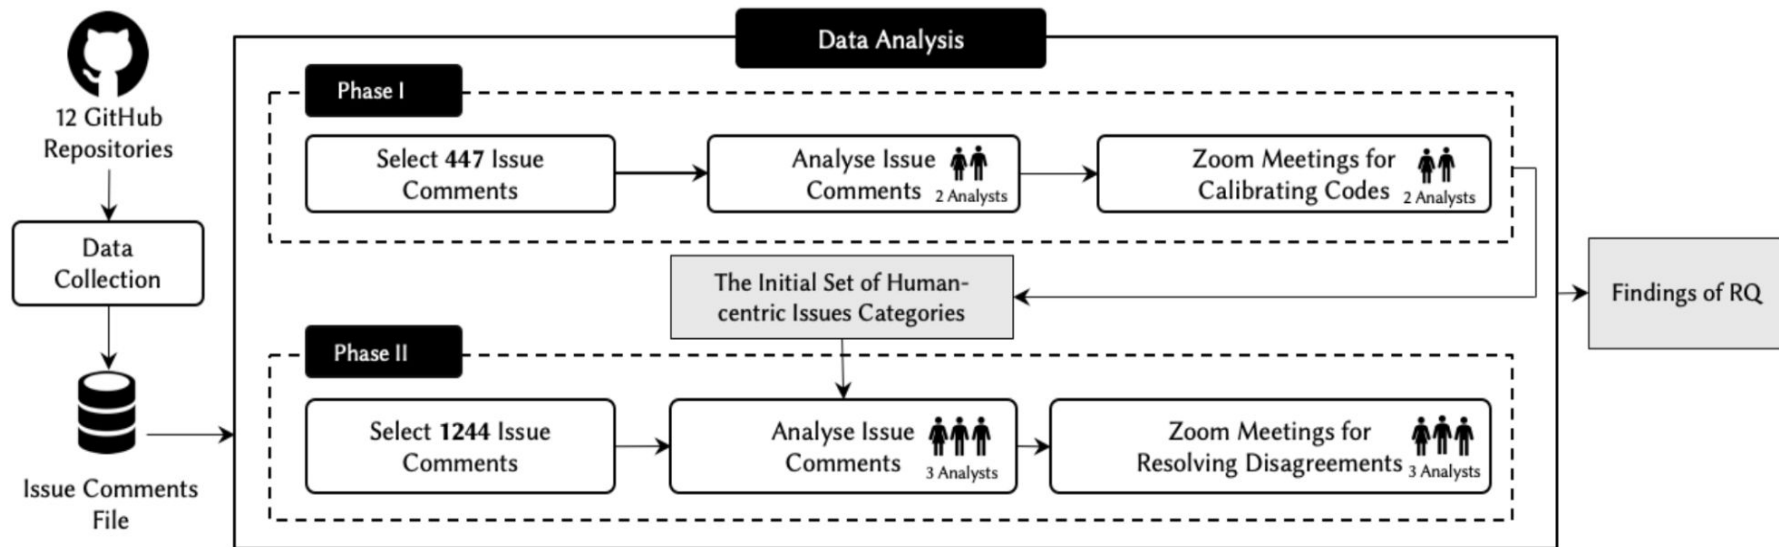 12 GitHub
Repositories
Data
Collection
Issue Comments
File
Data Analysis
Phase I
Select 447 Issue
Comments
Analyse Issue
Comments
2 Analysts
Zoom Meetings for
Calibrating Codes
2 Analysts
The Initial Set of Human-
centric Issues Categories
Phase II
Select 1244 Issue
Comments
Analyse Issue
Comments
3 Analysts
Zoom Meetings for
Resolving Disagreements
3 Analysts
Findings of RQ